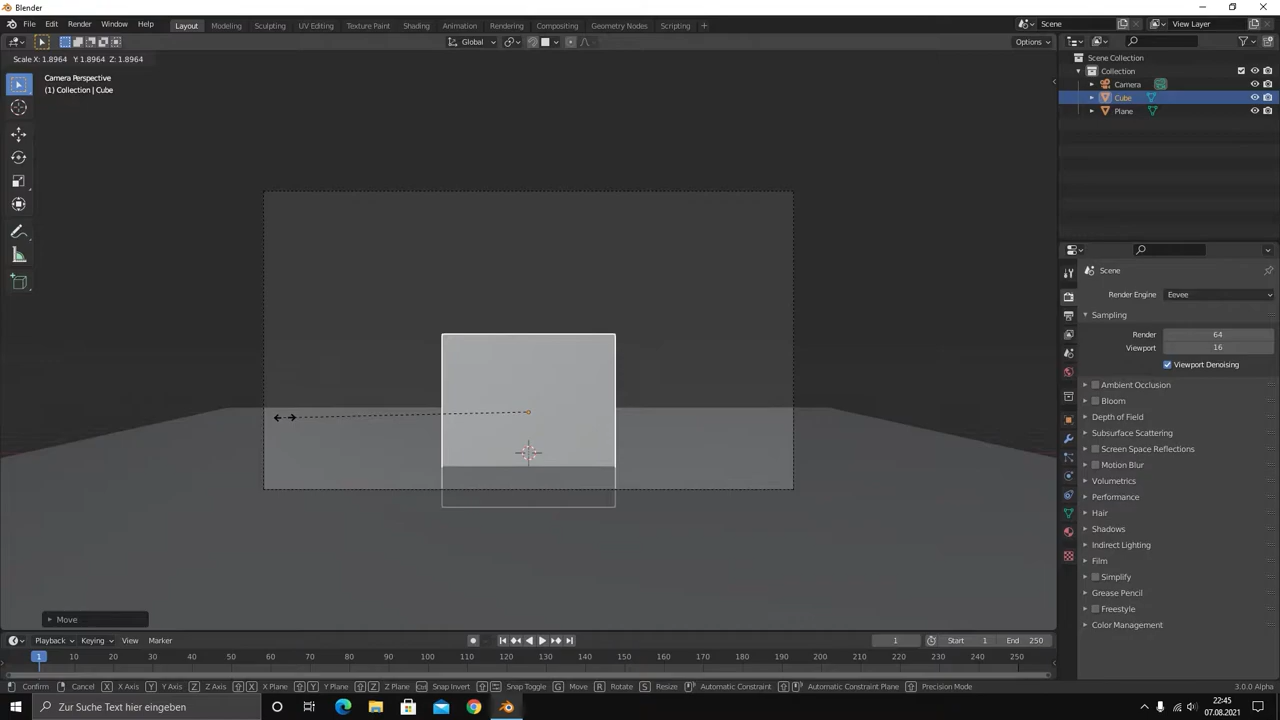 Blender
File Edit Render Window Help
Layout Modeling Sculpting UV Editing Texture Paint Shading Animation Rendering Compositing Geometry Nodes Scripting +
Scene View Layer
Global Options
Scale X: 1.8964 Y: 1.8964 Z: 1.8964
Camera Perspective
(1) Collection | Cube
Scene Collection
Collection
Camera
Cube
Plane
Scene
Render Engine Eevee
Sampling
Render 64
Viewport 16
Viewport Denoising
Ambient Occlusion
Bloom
Depth of Field
Subsurface Scattering
Screen Space Reflections
Motion Blur
Volumetrics
Performance
Hair
Shadows
Indirect Lighting
Film
Simplify
Grease Pencil
Freestyle
Color Management
Move
Playback Keying View Marker 1 Start 1 End 250
1 10 20 30 40 50 60 70 80 90 100 110 120 130 140 150 160 170 180 190 200 210 220 230 240 250
Confirm Cancel X X Axis Y Y Axis Z Z Axis X X Plane Y Y Plane Z Z Plane Ctrl Snap Invert Snap Toggle G Move R Rotate S Resize Automatic Constraint Automatic Constraint Plane Precision Mode 3.0.0 Alpha
Zur Suche Text hier eingeben
22:45
07.08.2021